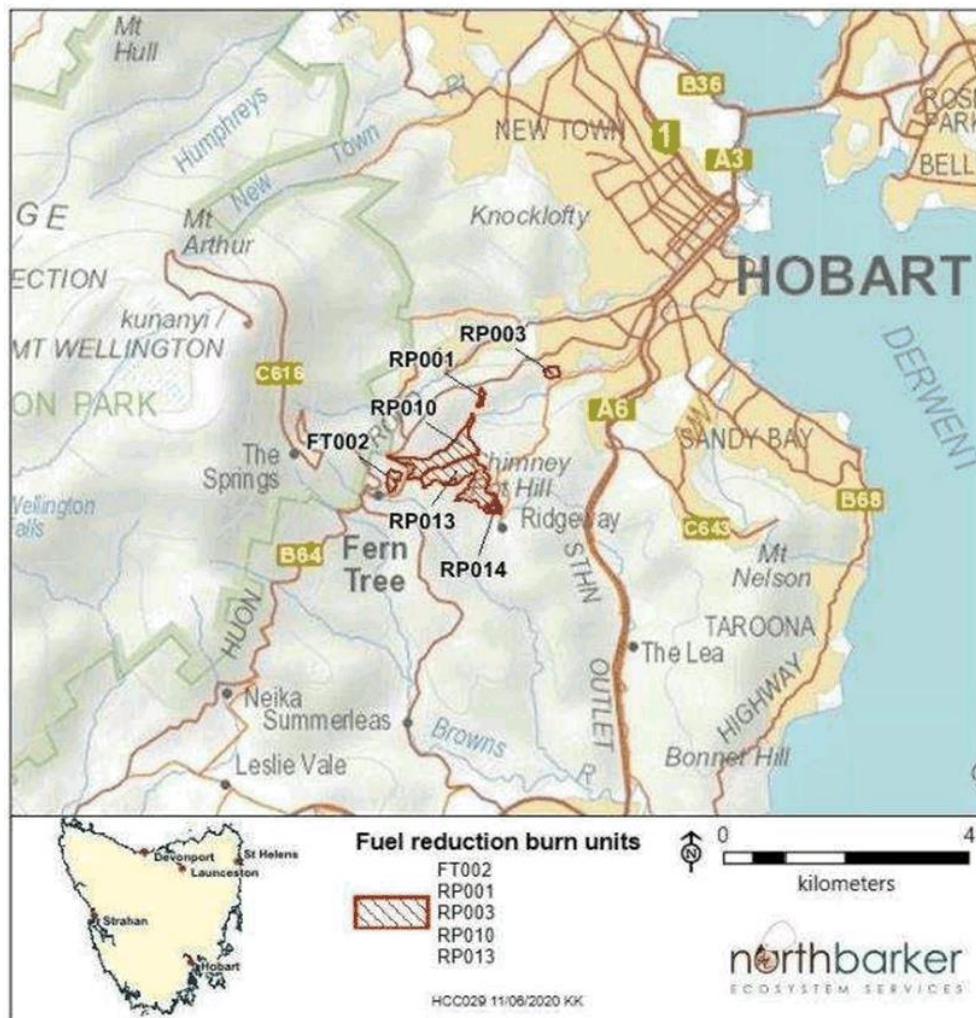 Mt
Hull
Humphreys
New Town
NEW TOWN
B36
1
A3
PARK
BELL
GE
Mt
Arthur
Knocklofty
HOBART
ECTION
kunanyi /
MT WELLINGTON
ON PARK
C616
RP003
RP001
RP010
FT002
A6
DERWENT
The
Springs
SANDY BAY
Chimney
Pot Hill
RP013
Ridgeway
B68
C643
B64
Fern
Tree
RP014
Mt
Nelson
STHN
OUTLET
HUON
TAROONA
The Lea
HIGHWAY
Neika
Summerleas
Browns
R
Bonnet Hill
Leslie Vale
Devonport
St Helens
Launceston
Strahan
Hobart
Fuel reduction burn units
FT002
RP001
RP003
RP010
RP013
HCC029 11/06/2020 KK
N
0 4
kilometers
northbarker
ECOSYSTEM SERVICES